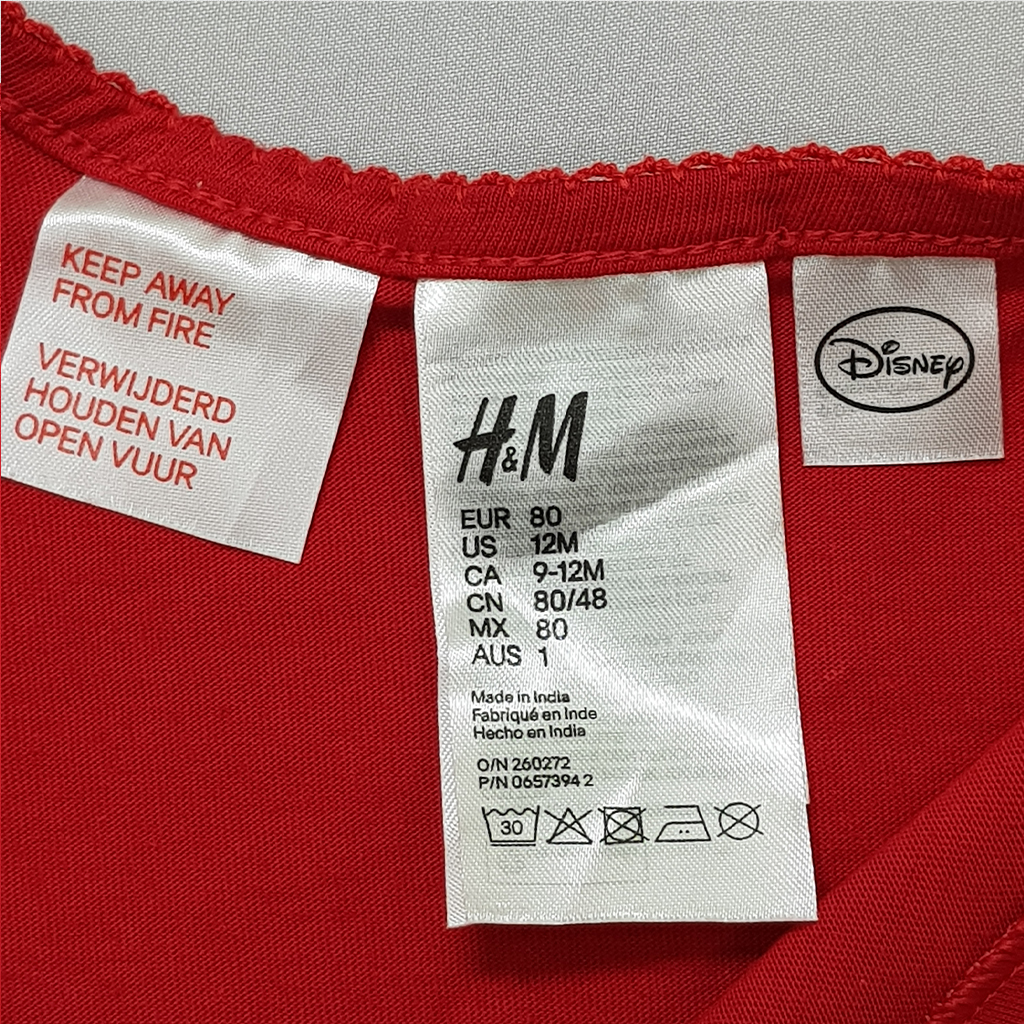 KEEP AWAY
FROM FIRE
VERWIJDERD
HOUDEN VAN
OPEN VUUR
H&M
EUR 80
US 12M
CA 9-12M
CN 80/48
MX 80
AUS 1
Made in India
Fabriqué en Inde
Hecho en India
O/N 260272
P/N 0657394 2
30
Disney